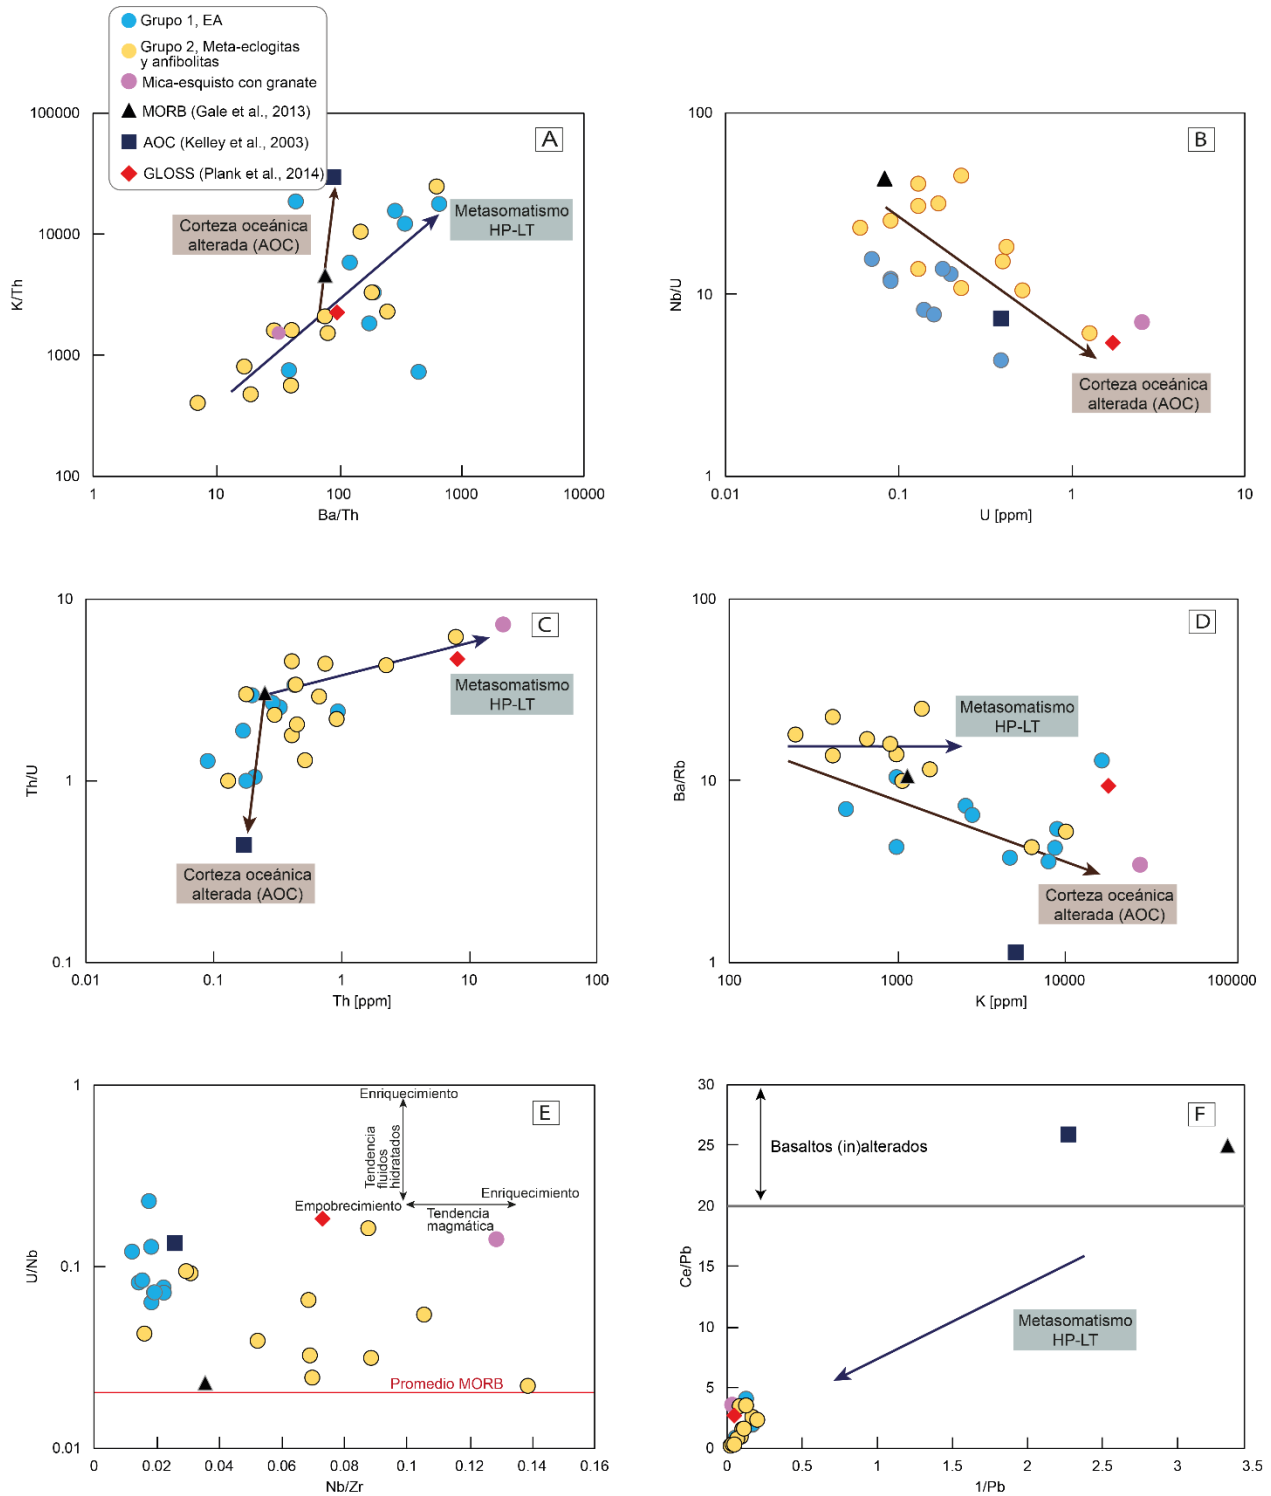 Grupo 1, EA
Grupo 2, Meta-eclogitas
y anfibolitas
Mica-esquisto con granate
MORB (Gale et al., 2013)
AOC (Kelley et al., 2003)
GLOSS (Plank et al., 2014)
A
100000
10000
1000
100
K/Th
1
10
100
1000
10000
Ba/Th
Corteza oceánica
alterada (AOC)
Metasomatismo
HP-LT
B
100
10
1
Nb/U
0.01
0.1
1
10
U [ppm]
Corteza oceánica
alterada (AOC)
C
10
1
0.1
Th/U
0.01
0.1
1
10
100
Th [ppm]
Metasomatismo
HP-LT
Corteza oceánica
alterada (AOC)
D
100
10
1
Ba/Rb
100
1000
10000
100000
K [ppm]
Metasomatismo
HP-LT
Corteza oceánica
alterada (AOC)
E
1
0.1
0.01
U/Nb
0
0.02
0.04
0.06
0.08
0.1
0.12
0.14
0.16
Nb/Zr
Enriquecimiento
Tendencia
fluidos
hidratados
Enriquecimiento
Empobrecimiento
Tendencia
magmática
Promedio MORB
F
30
25
20
15
10
5
0
Ce/Pb
0
0.5
1
1.5
2
2.5
3
3.5
1/Pb
Basaltos (in)alterados
Metasomatismo
HP-LT